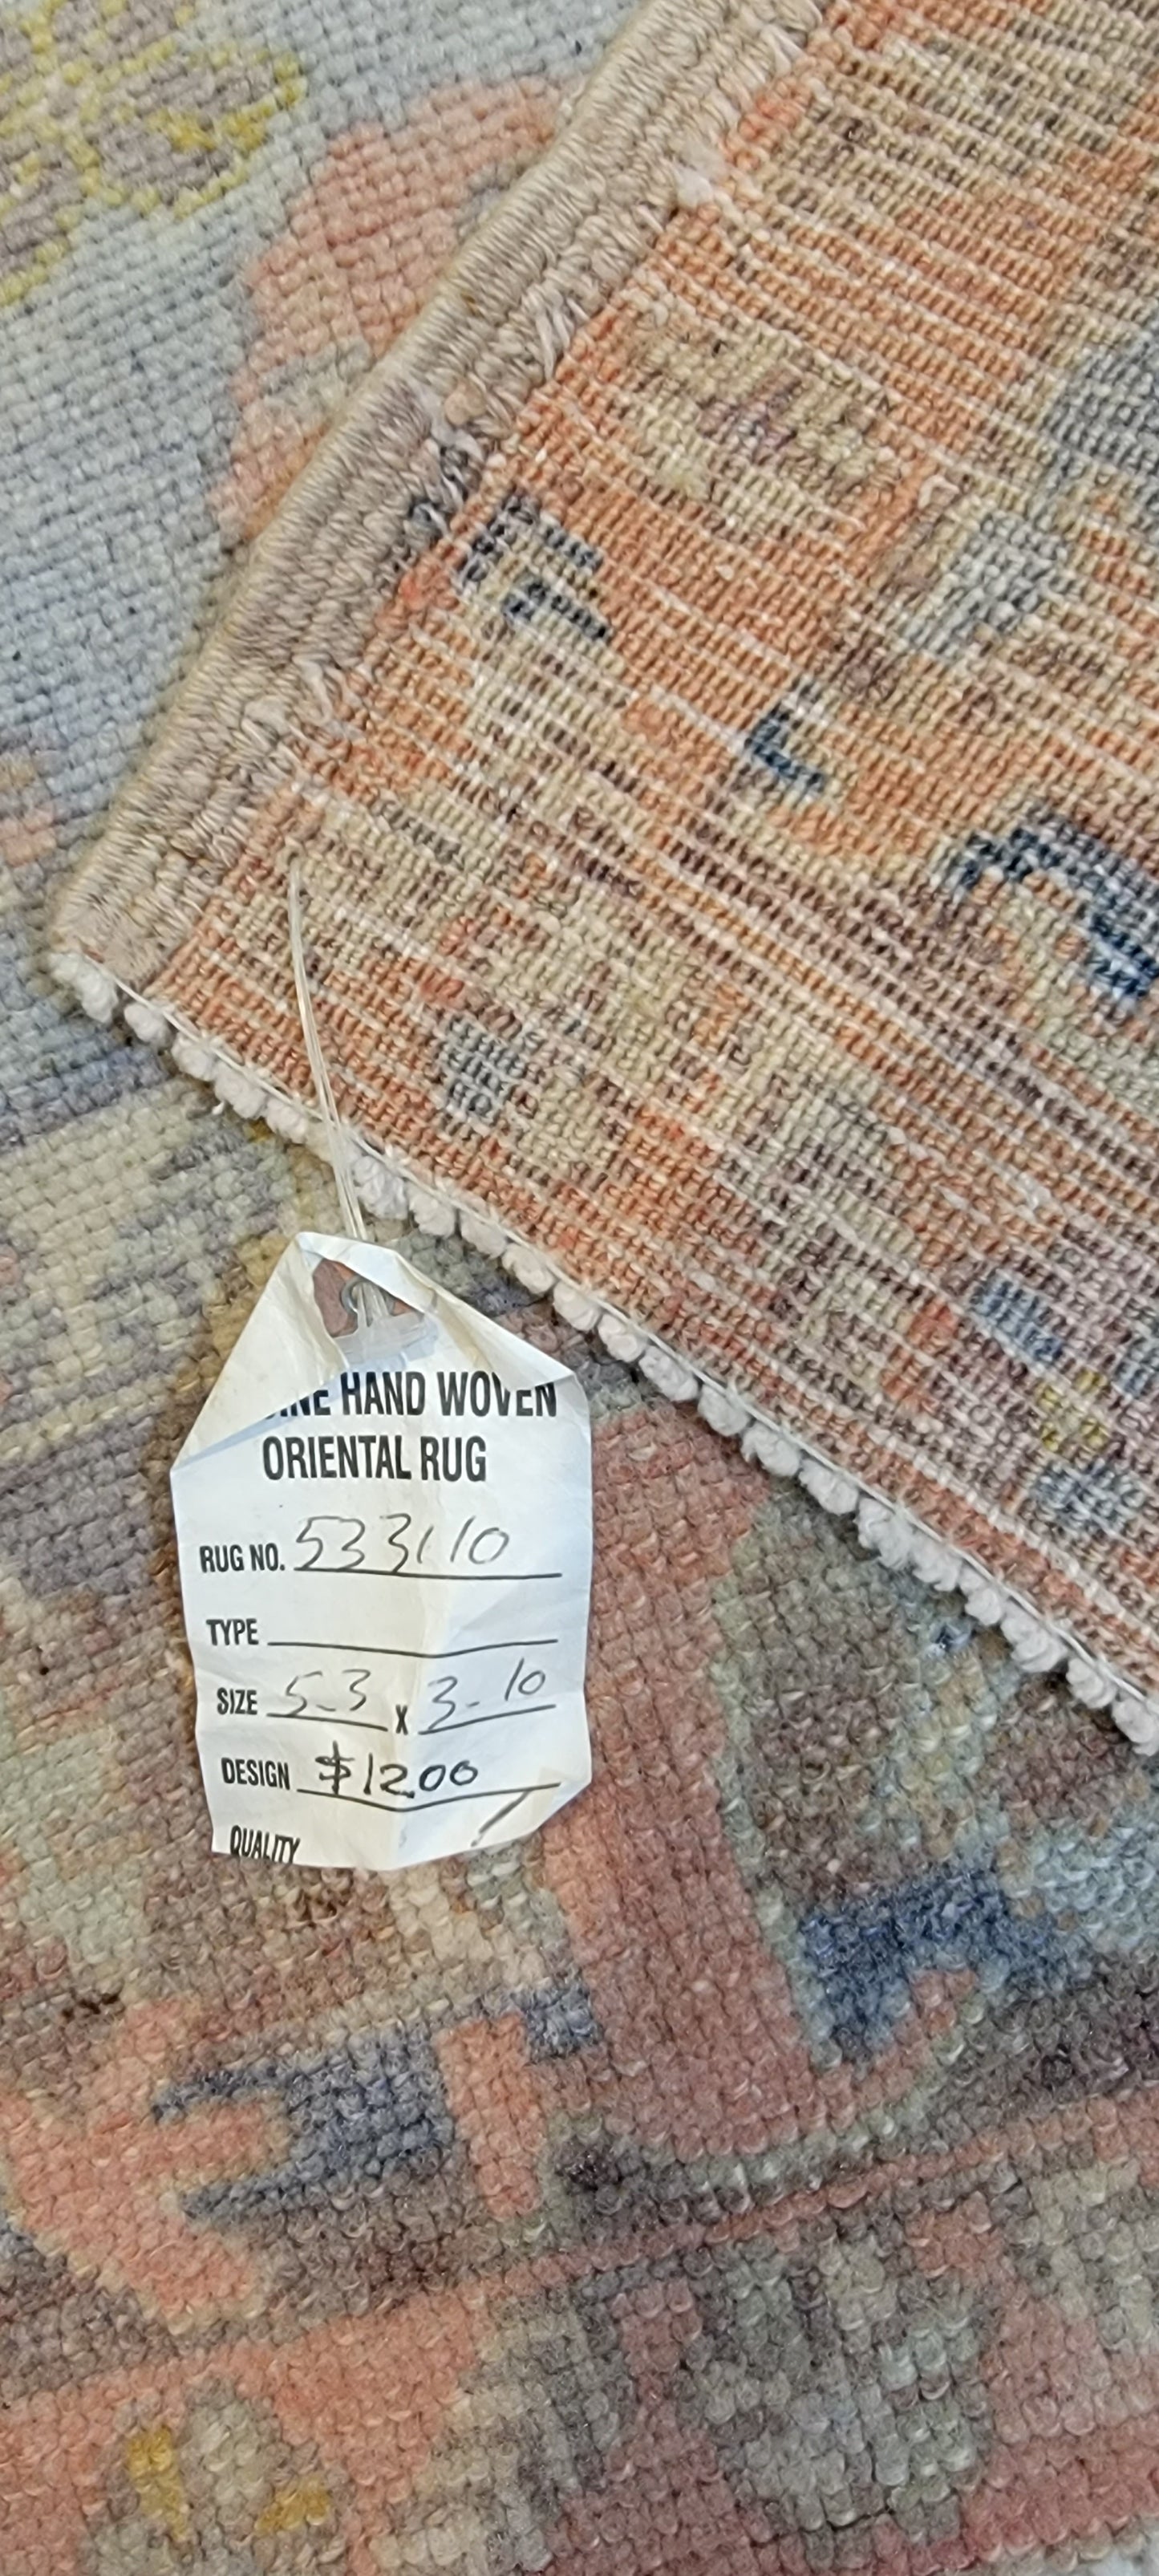 HAND WOVEN
ORIENTAL RUG
RUG NO. 533110
TYPE
SIZE 5-3 x 3-10
DESIGN $1200
QUALITY